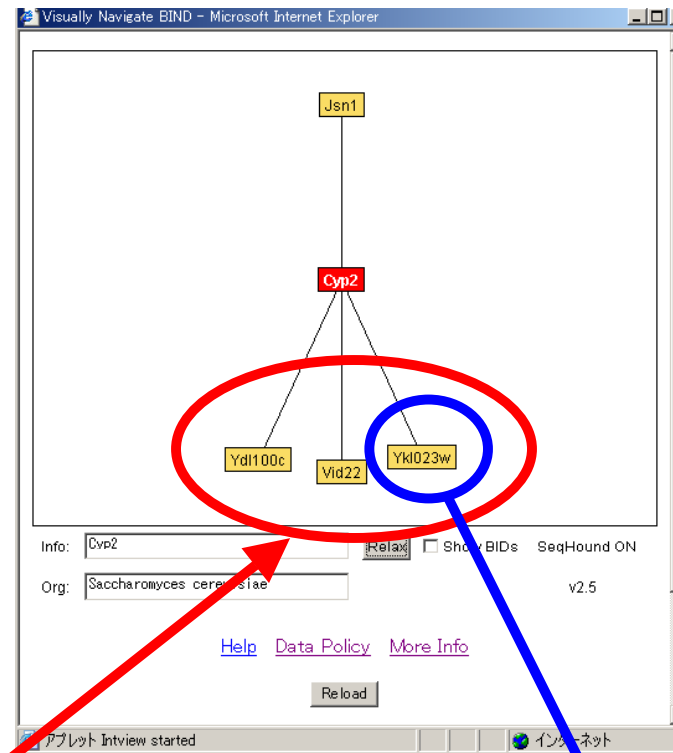 Visually Navigate BIND - Microsoft Internet Explorer
Jsn1
Cyp2
Ydl100c
Vid22
Ykl023w
Info: Cyp2 Relax Show BIDs SeqHound ON
Org: Saccharomyces cerevisiae v2.5
Help Data Policy More Info
Reload
アプレット Intview started インターネット